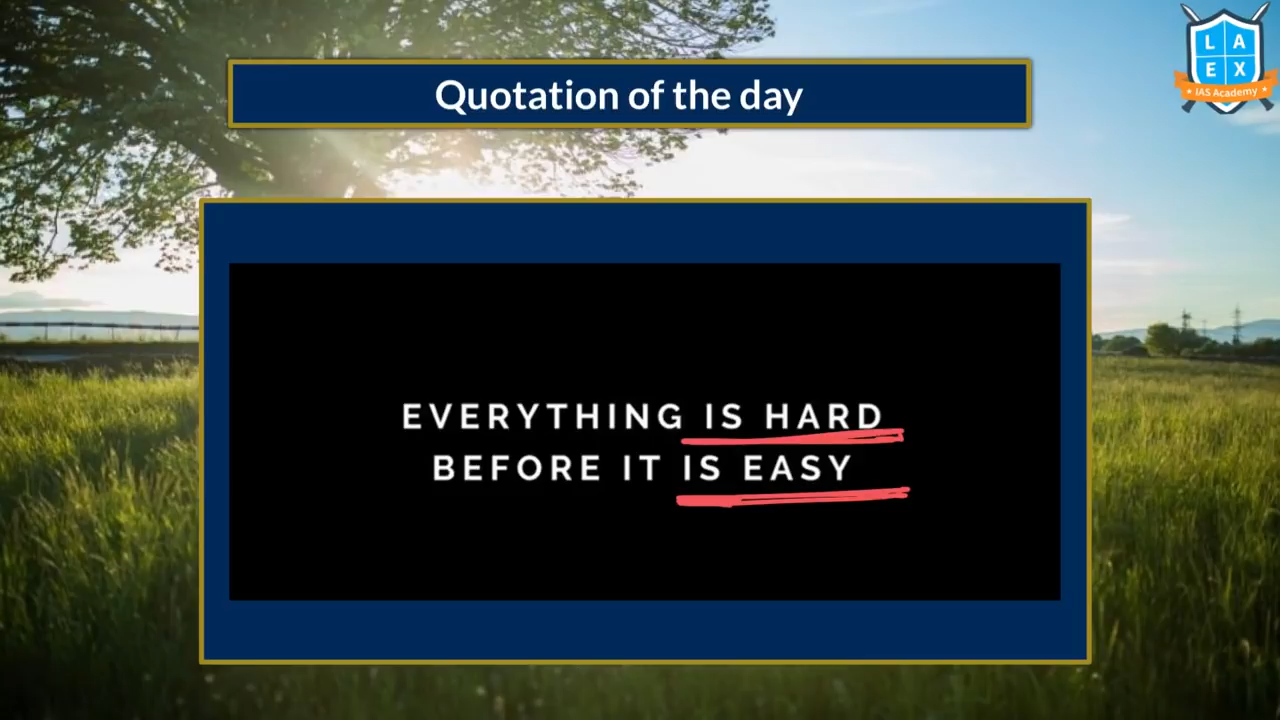 Quotation of the day
L A
E X
IAS Academy
EVERYTHING IS HARD
BEFORE IT IS EASY